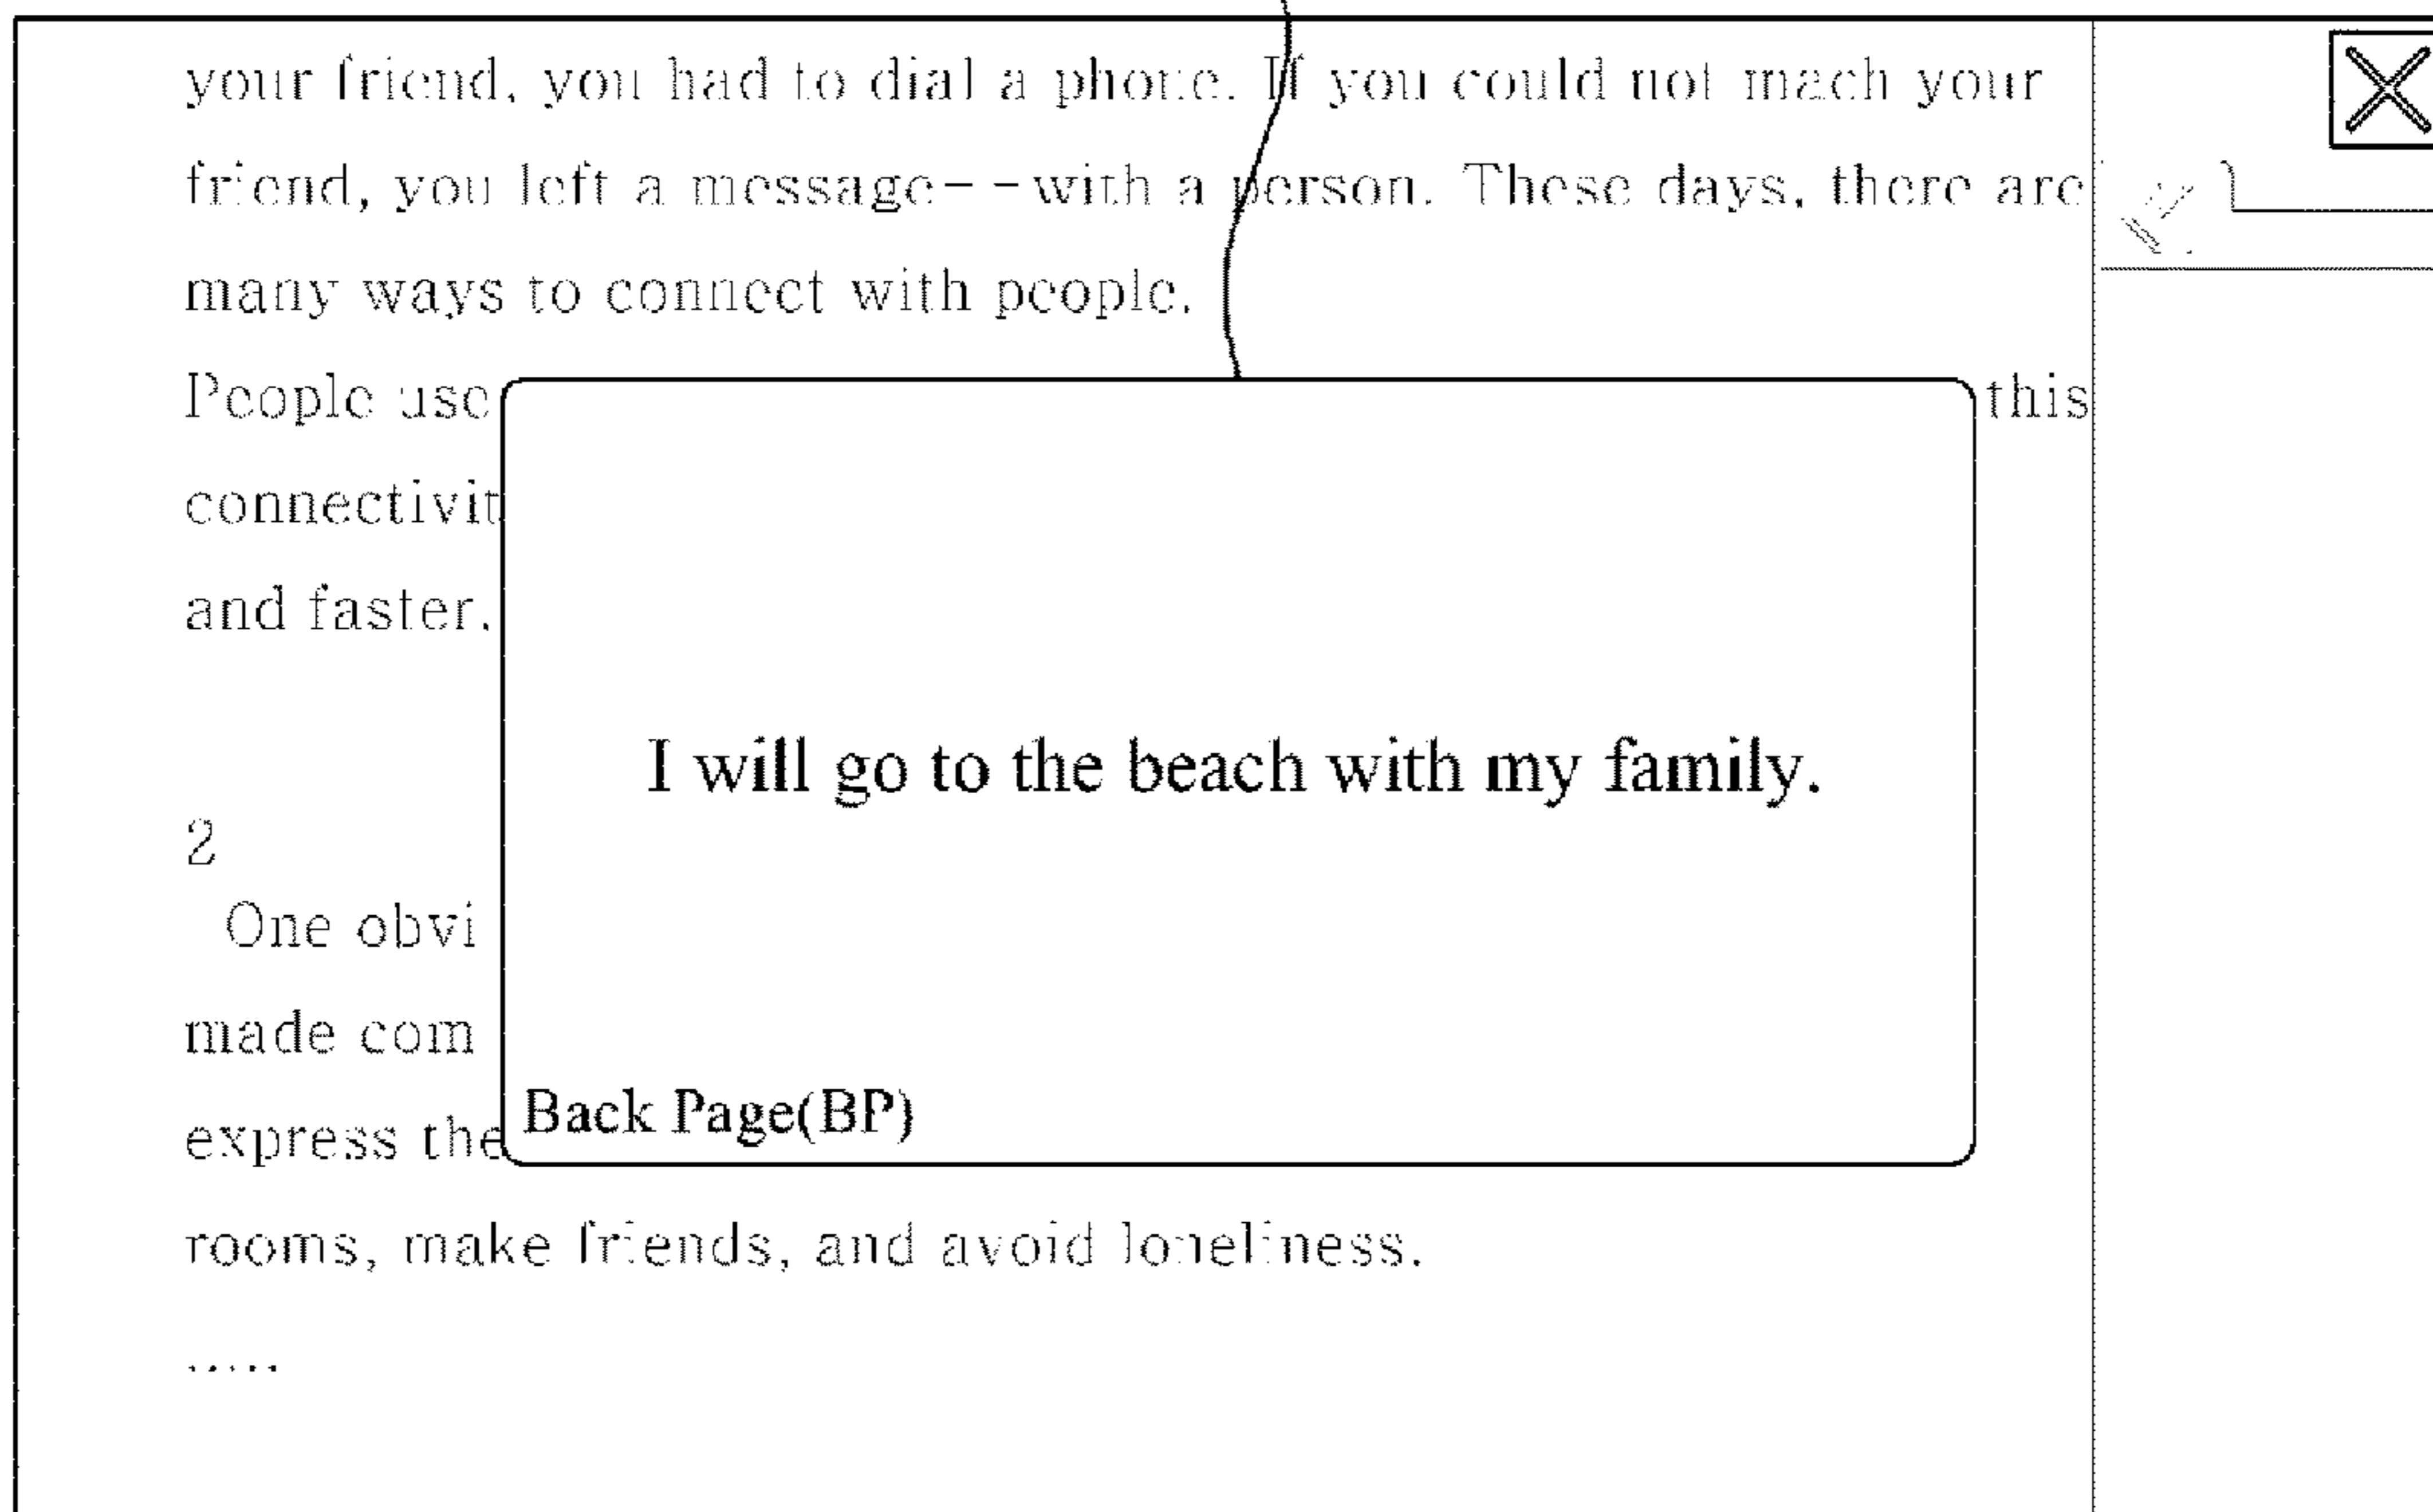 your friend, you had to dial a phone. If you could not mach your
friend, you left a message--with a person. These days, there are
many ways to connect with people.
People use
this
connectivit
and faster.
I will go to the beach with my family.
2
One obvi
made com
Back Page(BP)
express the
rooms, make friends, and avoid loneliness.
.....